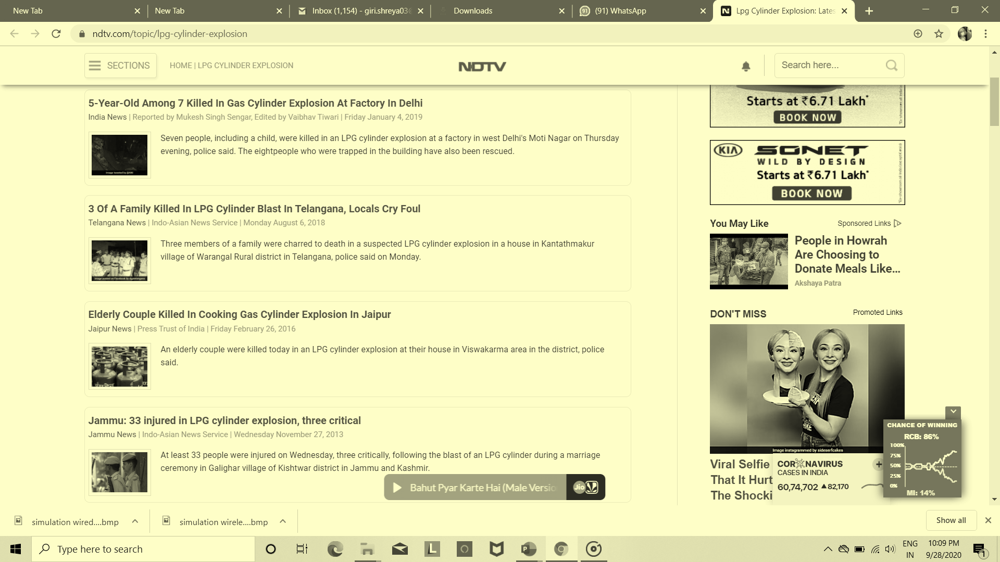 New Tab
New Tab
Inbox (1,154) - giri.shreya03
Downloads
(91) WhatsApp
Lpg Cylinder Explosion: Lates
ndtv.com/topic/lpg-cylinder-explosion
SECTIONS
HOME | LPG CYLINDER EXPLOSION
NDTV
Search here...
5-Year-Old Among 7 Killed In Gas Cylinder Explosion At Factory In Delhi
India News | Reported by Mukesh Singh Sengar, Edited by Vaibhav Tiwari | Friday January 4, 2019
Seven people, including a child, were killed in an LPG cylinder explosion at a factory in west Delhi's Moti Nagar on Thursday
evening, police said. The eightpeople who were trapped in the building have also been rescued.
Image tweeted by @ANI
3 Of A Family Killed In LPG Cylinder Blast In Telangana, Locals Cry Foul
Telangana News | Indo-Asian News Service | Monday August 6, 2018
Three members of a family were charred to death in a suspected LPG cylinder explosion in a house in Kantathmakur
village of Warangal Rural district in Telangana, police said on Monday.
Image posted on Facebook by dgptelangana
Elderly Couple Killed In Cooking Gas Cylinder Explosion In Jaipur
Jaipur News | Press Trust of India | Friday February 26, 2016
An elderly couple were killed today in an LPG cylinder explosion at their house in Viswakarma area in the district, police
said.
Jammu: 33 injured in LPG cylinder explosion, three critical
Jammu News | Indo-Asian News Service | Wednesday November 27, 2013
At least 33 people were injured on Wednesday, three critically, following the blast of an LPG cylinder during a marriage
ceremony in Galighar village of Kishtwar district in Jammu and Kashmir.
Bahut Pyar Karte Hai (Male Versio
Jio
Starts at ₹6.71 Lakh*
BOOK NOW
KIA SONET
WILD BY DESIGN
Starts at ₹6.71 Lakh*
BOOK NOW
You May Like
Sponsored Links
People in Howrah
Are Choosing to
Donate Meals Like...
Akshaya Patra
DON'T MISS
Promoted Links
Image instagrammed by sideserfcakes
Viral Selfie
That It Hurt
The Shocki
CORONAVIRUS
CASES IN INDIA
60,74,702 ▲82,170
CHANCE OF WINNING
RCB: 86%
100%
75%
50%
25%
0%
MI: 14%
simulation wired....bmp
simulation wirele....bmp
Show all
Type here to search
ENG
IN
10:09 PM
9/28/2020
1